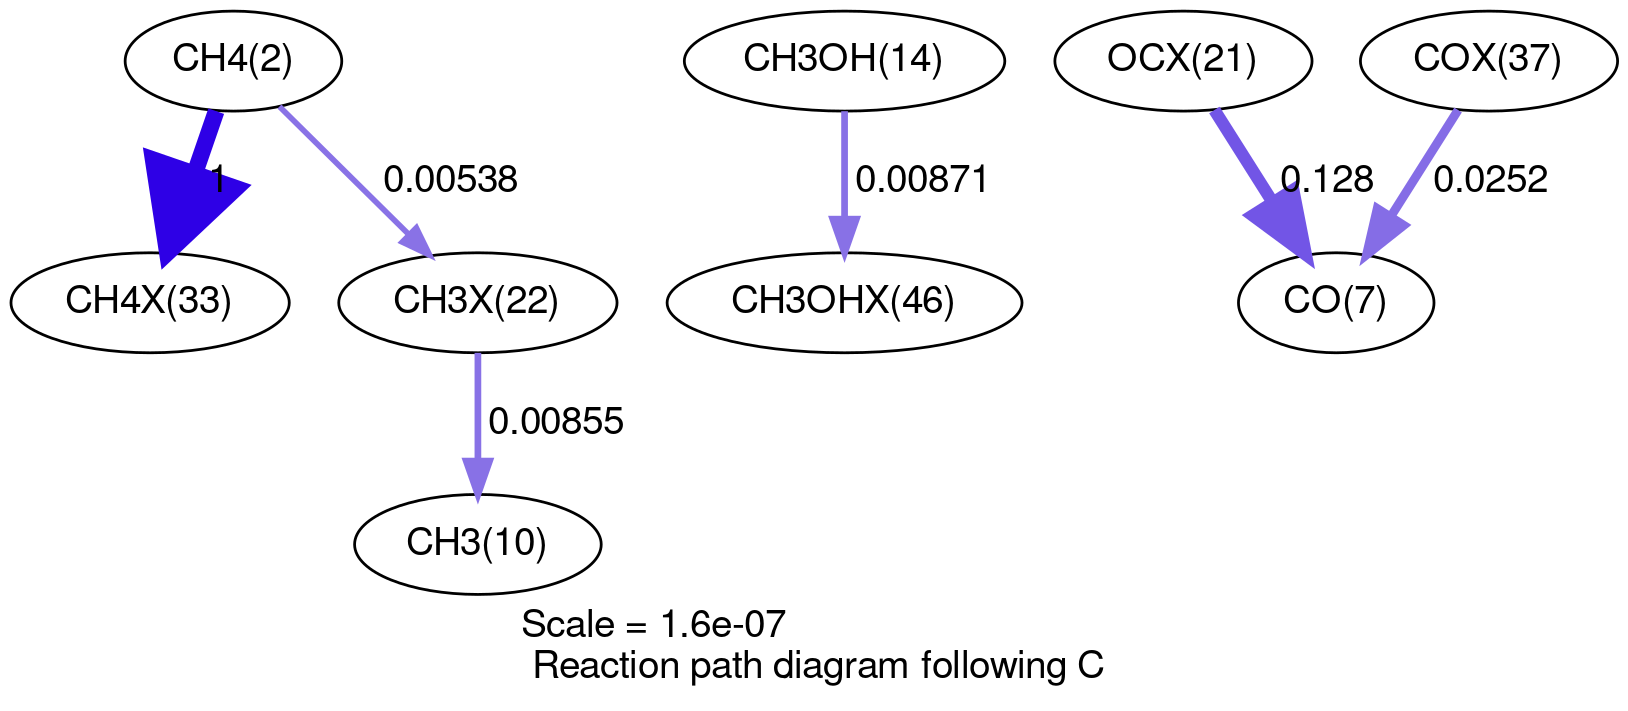 CH4(2)
CH3OH(14)
OCX(21)
COX(37)
1
0.00538
0.00871
0.128
0.0252
CH4X(33)
CH3X(22)
CH3OHX(46)
CO(7)
0.00855
CH3(10)
Scale = 1.6e-07
Reaction path diagram following C